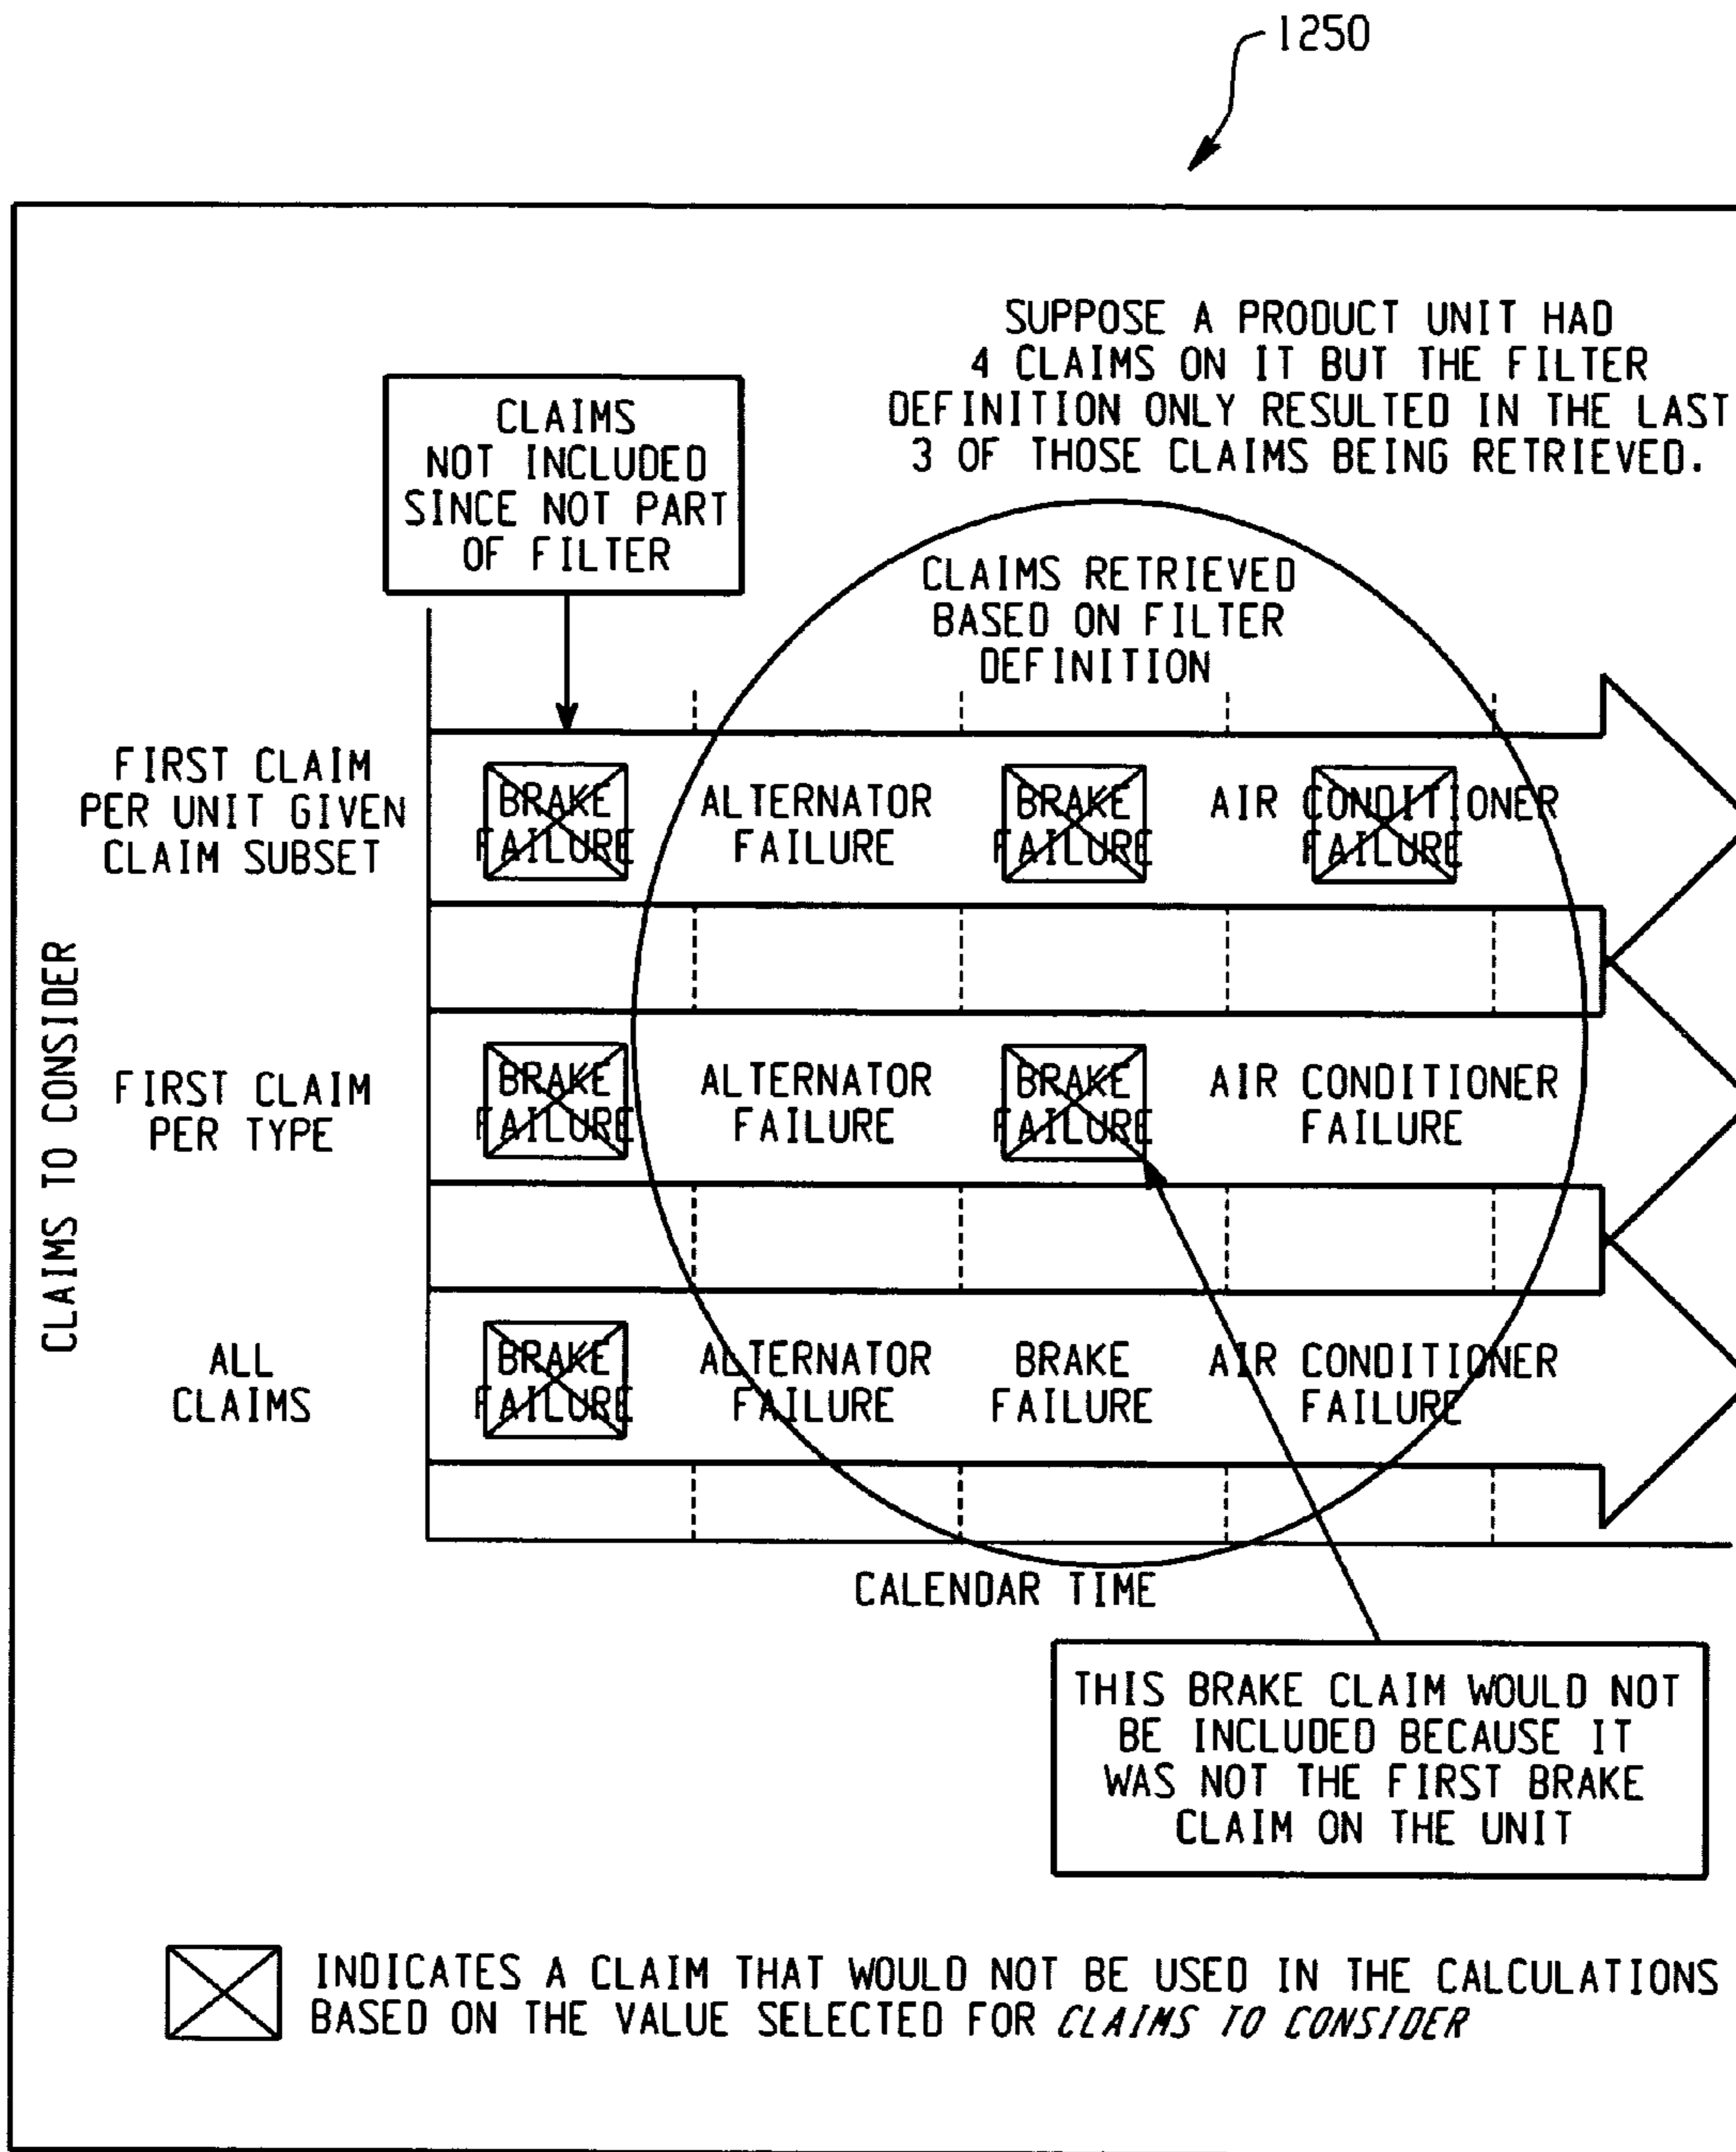 1250
SUPPOSE A PRODUCT UNIT HAD
4 CLAIMS ON IT BUT THE FILTER
DEFINITION ONLY RESULTED IN THE LAST
3 OF THOSE CLAIMS BEING RETRIEVED.
CLAIMS
NOT INCLUDED
SINCE NOT PART
OF FILTER
CLAIMS RETRIEVED
BASED ON FILTER
DEFINITION
CLAIMS TO CONSIDER
FIRST CLAIM
PER UNIT GIVEN
CLAIM SUBSET
BRAKE
FAILURE
ALTERNATOR
FAILURE
BRAKE
FAILURE
AIR CONDITIONER
FAILURE
FIRST CLAIM
PER TYPE
BRAKE
FAILURE
ALTERNATOR
FAILURE
BRAKE
FAILURE
AIR CONDITIONER
FAILURE
ALL
CLAIMS
BRAKE
FAILURE
ALTERNATOR
FAILURE
BRAKE
FAILURE
AIR CONDITIONER
FAILURE
CALENDAR TIME
THIS BRAKE CLAIM WOULD NOT
BE INCLUDED BECAUSE IT
WAS NOT THE FIRST BRAKE
CLAIM ON THE UNIT
INDICATES A CLAIM THAT WOULD NOT BE USED IN THE CALCULATIONS
BASED ON THE VALUE SELECTED FOR CLAIMS TO CONSIDER